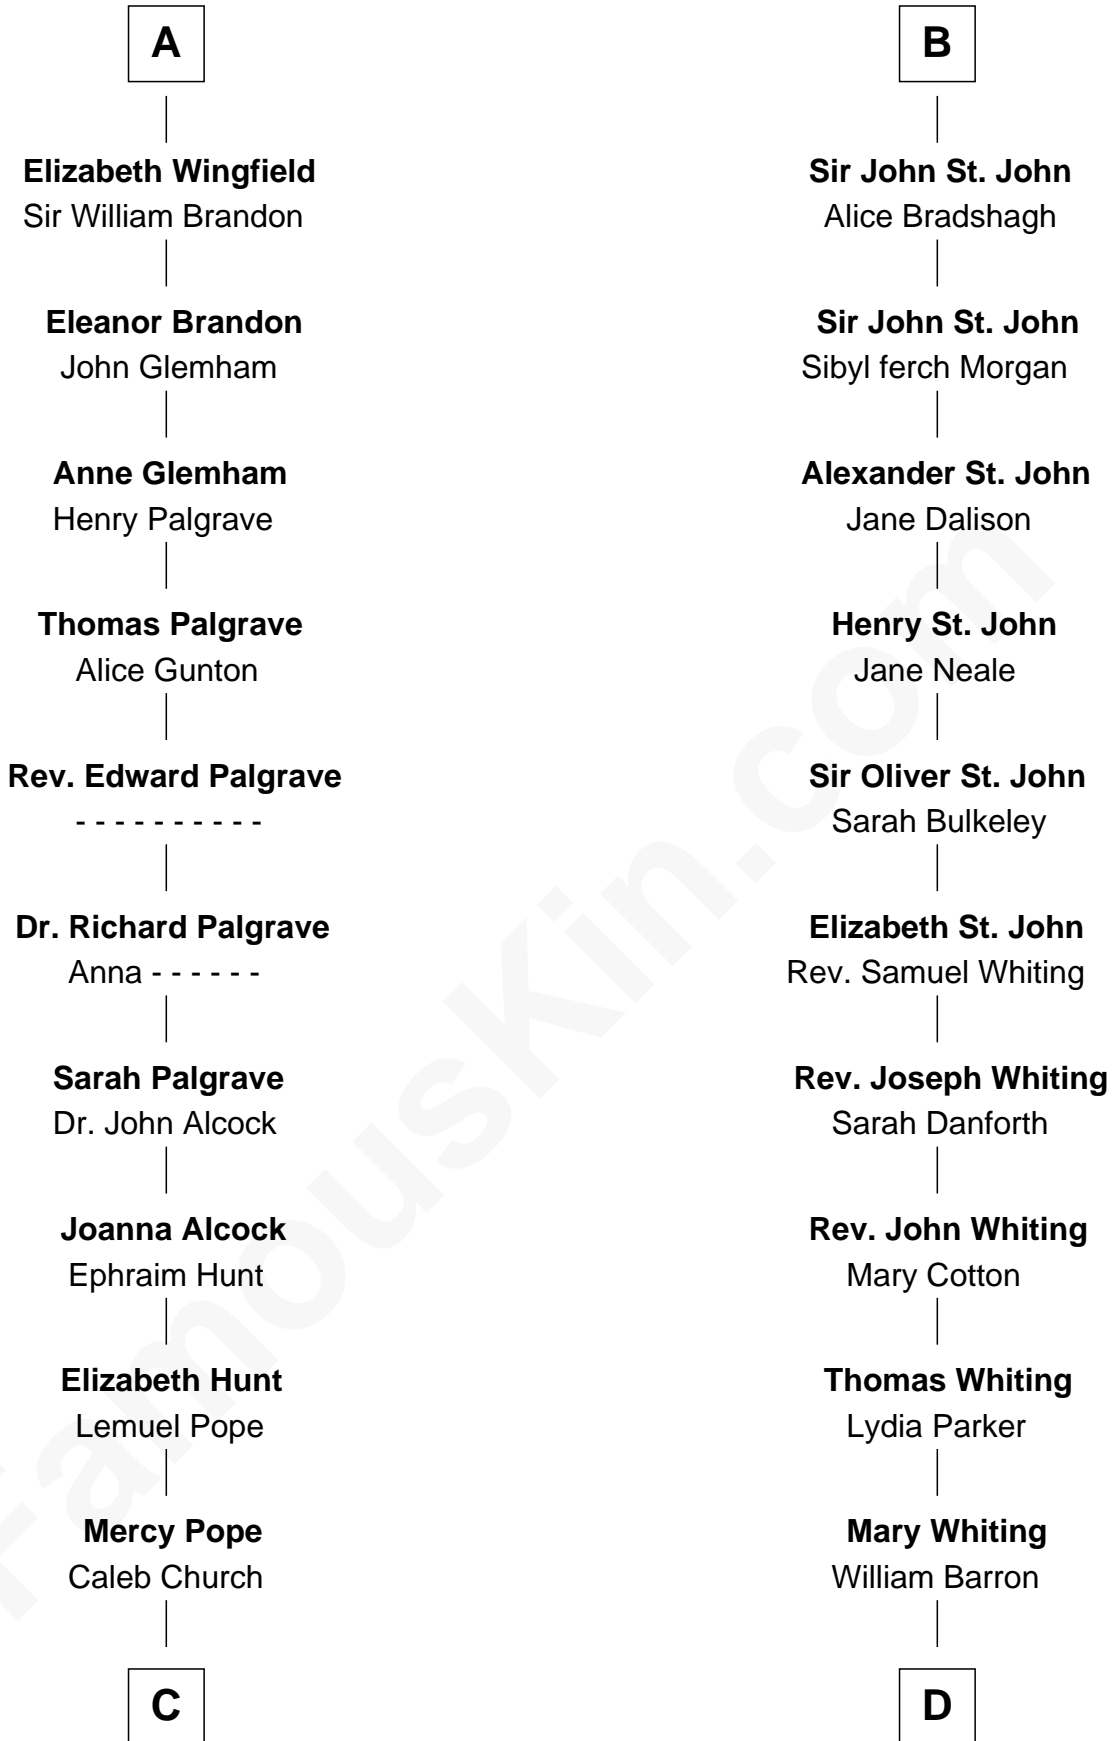 A
Elizabeth Wingfield
Sir William Brandon
Eleanor Brandon
John Glemham
Anne Glemham
Henry Palgrave
Thomas Palgrave
Alice Gunton
Rev. Edward Palgrave
- - - - - - - - - -
Dr. Richard Palgrave
Anna - - - - - -
Sarah Palgrave
Dr. John Alcock
Joanna Alcock
Ephraim Hunt
Elizabeth Hunt
Lemuel Pope
Mercy Pope
Caleb Church
C
B
Sir John St. John
Alice Bradshagh
Sir John St. John
Sibyl ferch Morgan
Alexander St. John
Jane Dalison
Henry St. John
Jane Neale
Sir Oliver St. John
Sarah Bulkeley
Elizabeth St. John
Rev. Samuel Whiting
Rev. Joseph Whiting
Sarah Danforth
Rev. John Whiting
Mary Cotton
Thomas Whiting
Lydia Parker
Mary Whiting
William Barron
D
FamousKin.com